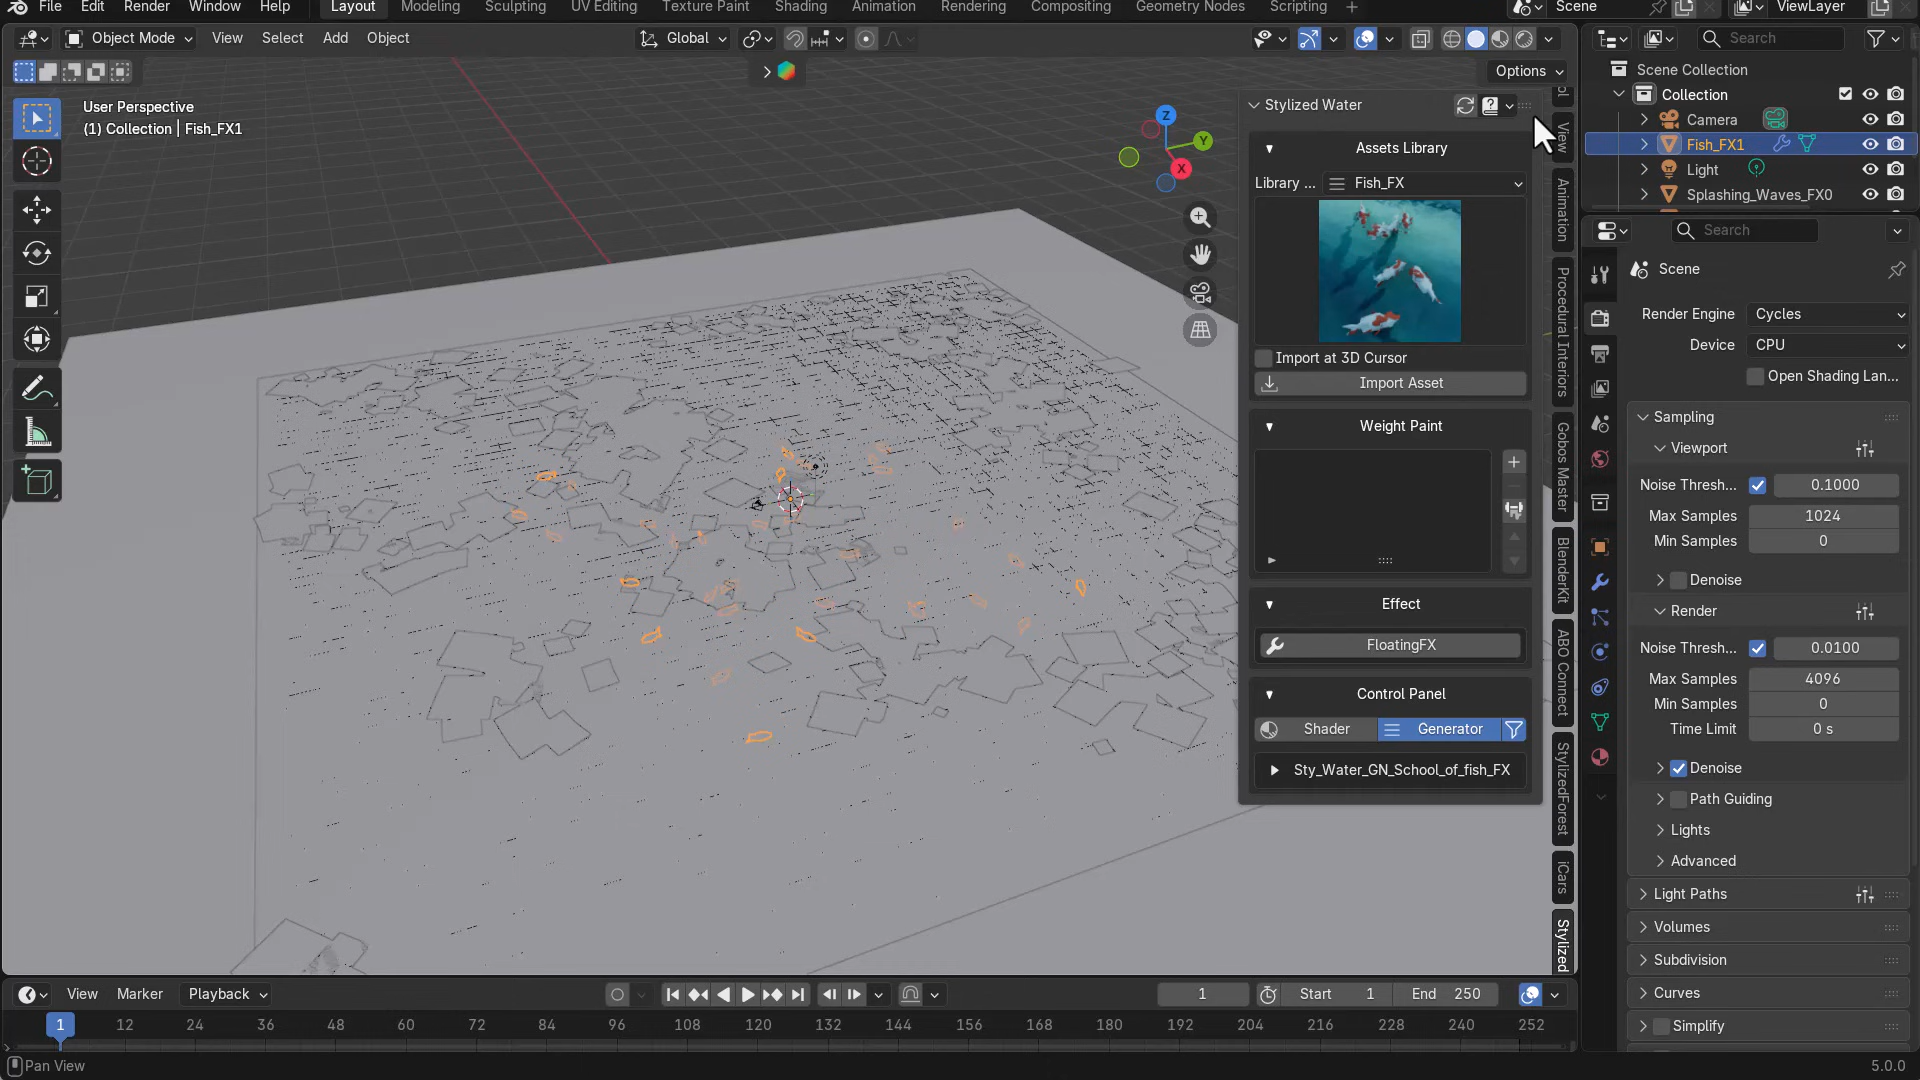 File Edit Render Window Help Layout Modeling Sculpting UV Editing Texture Paint Shading Animation Rendering Compositing Geometry Nodes Scripting Scene ViewLayer
Object Mode View Select Add Object Global Search
Options
User Perspective
(1) Collection | Fish_FX1
Z
Y
X
Stylized Water
Assets Library
Library ... Fish_FX
Import at 3D Cursor
Import Asset
Weight Paint
Effect
FloatingFX
Control Panel
Shader Generator
Sty_Water_GN_School_of_fish_FX
View
Animation
Procedural Interiors
Gobos Master
BlenderKit
ABO Connect
StylizedForest
iCars
Stylized
Scene Collection
Collection
Camera
Fish_FX1
Light
Splashing_Waves_FX0
Search
Scene
Render Engine Cycles
Device CPU
Open Shading Lan...
Sampling
Viewport
Noise Thresh... 0.1000
Max Samples 1024
Min Samples 0
Denoise
Render
Noise Thresh... 0.0100
Max Samples 4096
Min Samples 0
Time Limit 0 s
Denoise
Path Guiding
Lights
Advanced
Light Paths
Volumes
Subdivision
Curves
Simplify
View Marker Playback 1 Start 1 End 250
1 12 24 36 48 60 72 84 96 108 120 132 144 156 168 180 192 204 216 228 240 252
Pan View 5.0.0